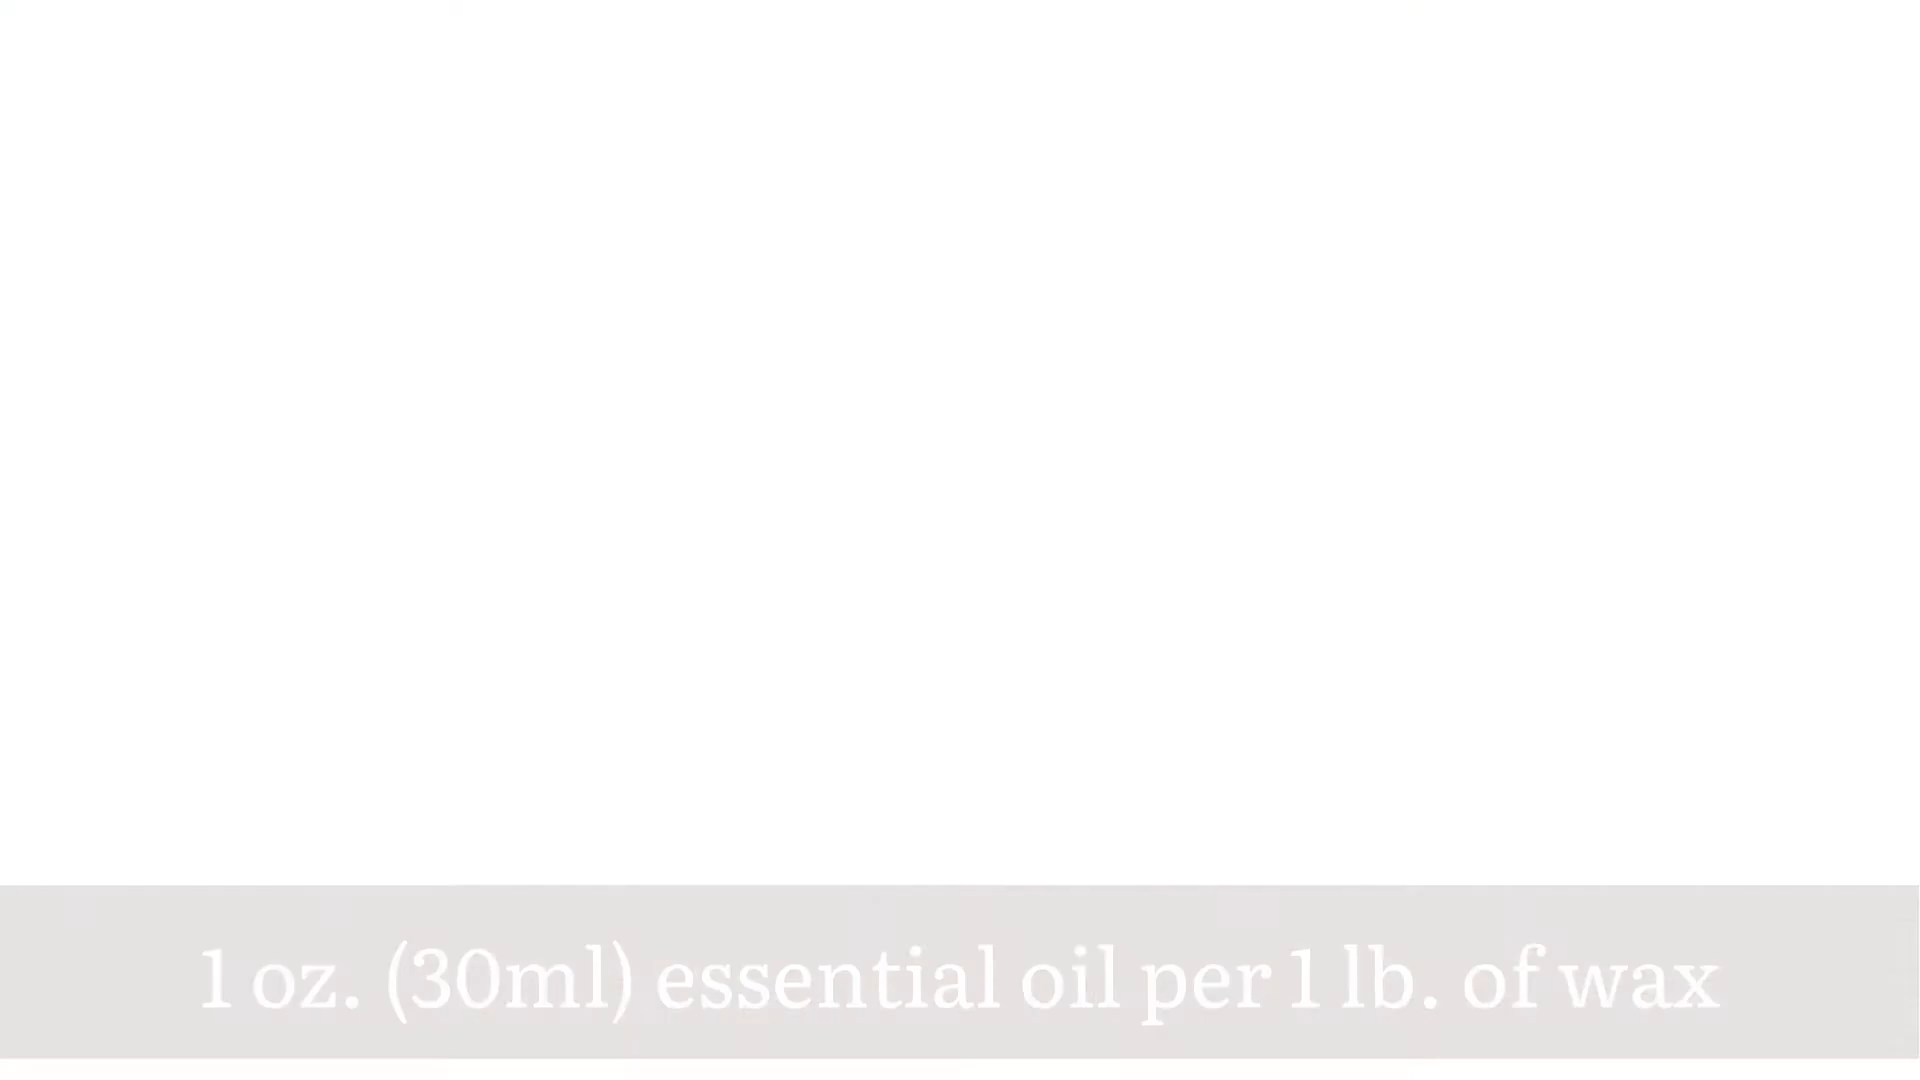 1 oz. (30ml) essential oil per 1 lb. of wax